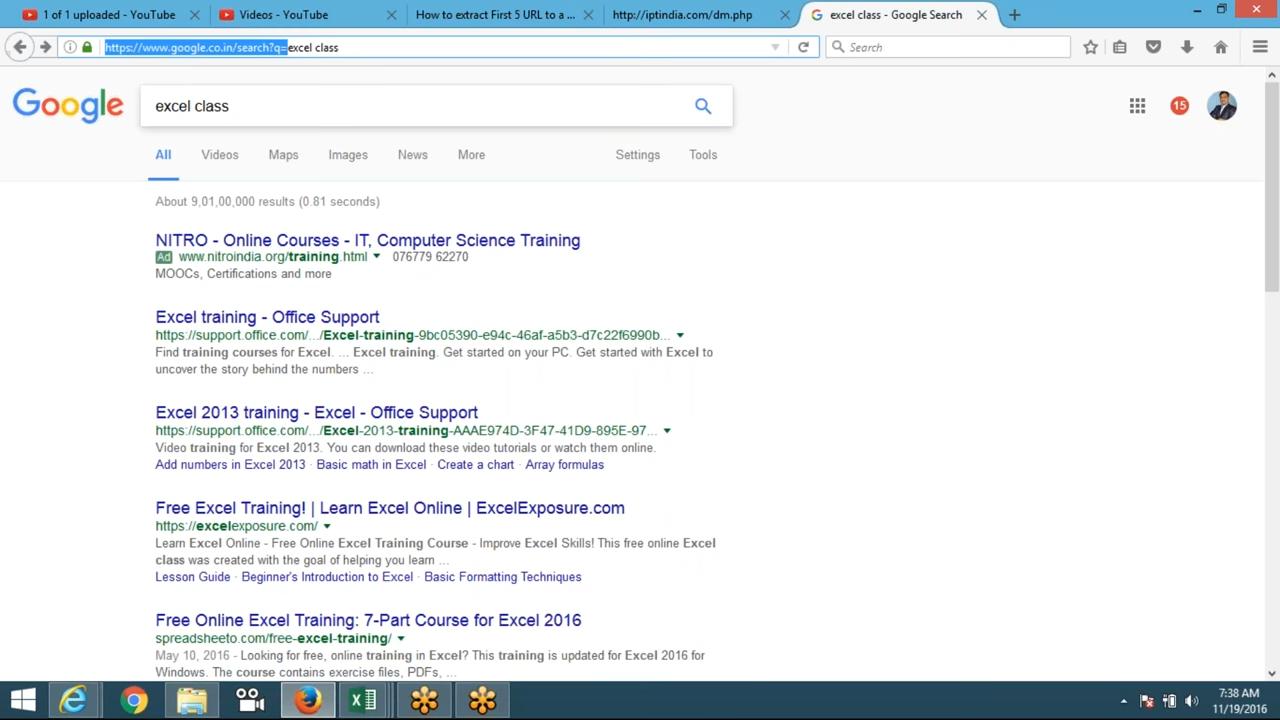 1 of 1 uploaded - YouTube
Videos - YouTube
How to extract First 5 URL to a ...
http://iptindia.com/dm.php
excel class - Google Search
https://www.google.co.in/search?q=excel class
Search
Google
excel class
15
All Videos Maps Images News More Settings Tools
About 9,01,00,000 results (0.81 seconds)
NITRO - Online Courses - IT, Computer Science Training
Ad www.nitroindia.org/training.html 076779 62270
MOOCs, Certifications and more
Excel training - Office Support
https://support.office.com/.../Excel-training-9bc05390-e94c-46af-a5b3-d7c22f6990b...
Find training courses for Excel. ... Excel training. Get started on your PC. Get started with Excel to
uncover the story behind the numbers ...
Excel 2013 training - Excel - Office Support
https://support.office.com/.../Excel-2013-training-AAAE974D-3F47-41D9-895E-97...
Video training for Excel 2013. You can download these video tutorials or watch them online.
Add numbers in Excel 2013 · Basic math in Excel · Create a chart · Array formulas
Free Excel Training! | Learn Excel Online | ExcelExposure.com
https://excelexposure.com/
Learn Excel Online - Free Online Excel Training Course - Improve Excel Skills! This free online Excel
class was created with the goal of helping you learn ...
Lesson Guide · Beginner's Introduction to Excel · Basic Formatting Techniques
Free Online Excel Training: 7-Part Course for Excel 2016
spreadsheeto.com/free-excel-training/
May 10, 2016 - Looking for free, online training in Excel? This training is updated for Excel 2016 for
Windows. The course contains exercise files, PDFs, ...
7:38 AM
11/19/2016